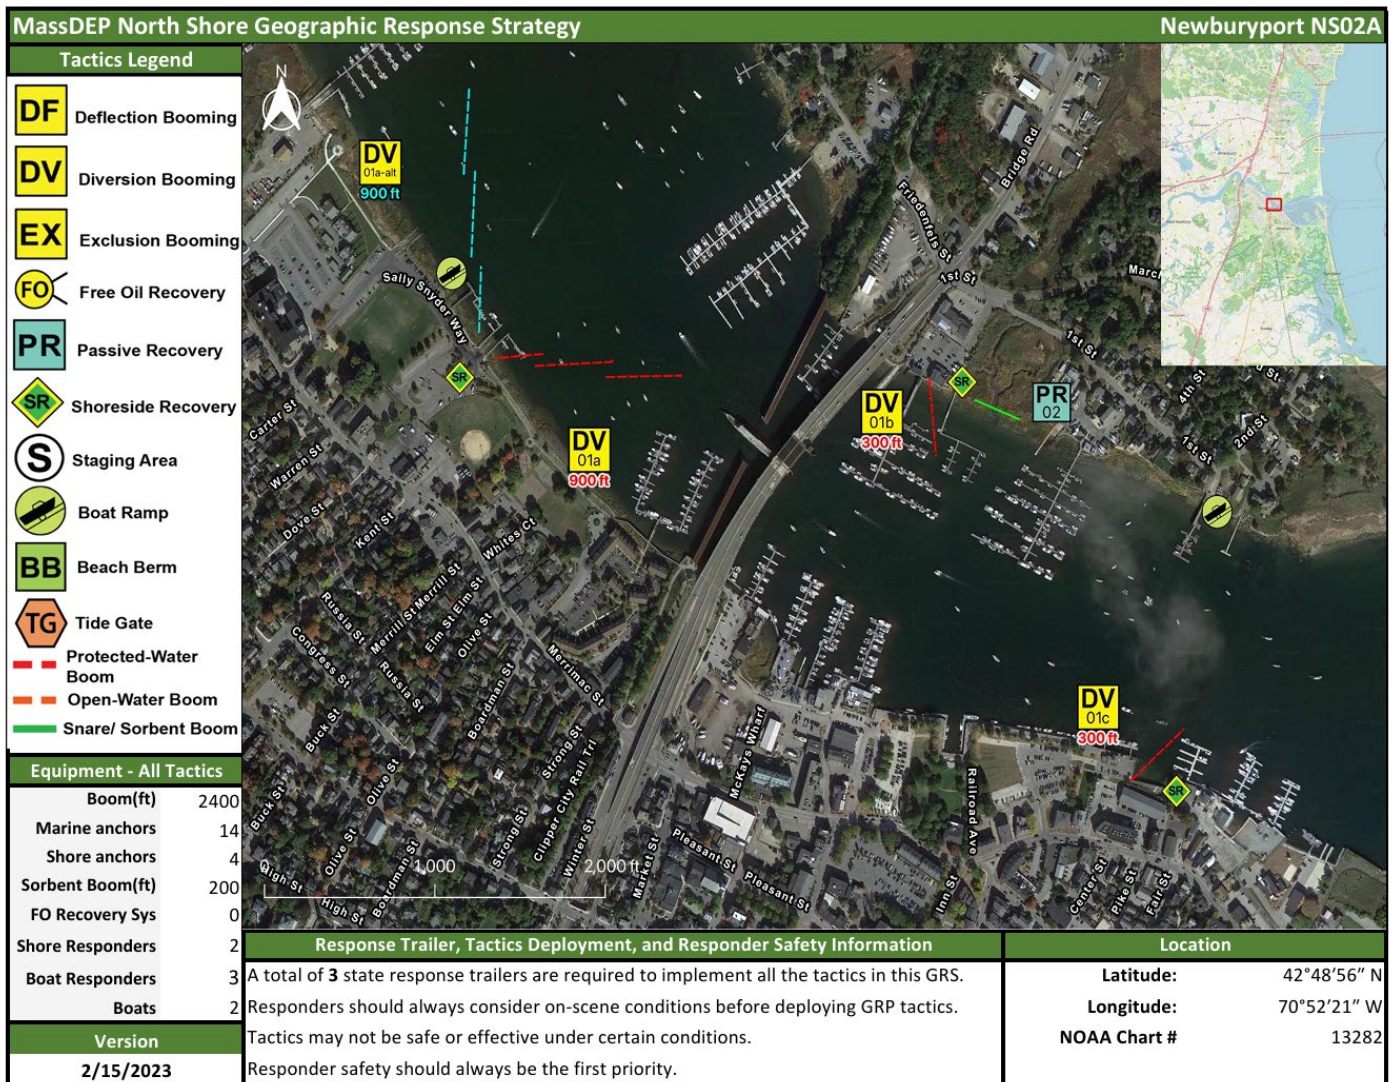 MassDEP North Shore Geographic Response Strategy
Newburyport NS02A
Tactics Legend
DF Deflection Booming
DV Diversion Booming
EX Exclusion Booming
FO Free Oil Recovery
PR Passive Recovery
SR Shoreside Recovery
S Staging Area
Boat Ramp
BB Beach Berm
TG Tide Gate
Protected-Water
Boom
Open-Water Boom
Snare/ Sorbent Boom
Equipment - All Tactics
Boom(ft) 2400
Marine anchors 14
Shore anchors 4
Sorbent Boom(ft) 200
FO Recovery Sys 0
Shore Responders 2
Boat Responders 3
Boats 2
Version
2/15/2023
N
DV
01a-alt
900 ft
Sally Snyder Way
SR
DV
01a
900 ft
Bridge Rd
Friedenfels St
1st St
March
1st St
4th St
2nd St
1st St
DV
01b
300 ft
SR
PR
02
DV
01c
300 ft
SR
Carter St
Warren St
Dove St
Kent St
Whites Ct
Merrill St
Merrill St
Elm St
Elm St
Olive St
Russia St
Russia St
Congress St
Boardman St
Merrimac St
Buck St
Buck St
Olive St
Olive St
Strong St
Strong St
Clipper City Rail Trl
Winter St
Boardman St
High St
High St
McKays Wharf
Market St
Pleasant St
Pleasant St
Railroad Ave
Inn St
Center St
Pike St
Fair St
0 1,000 2,000 ft
Response Trailer, Tactics Deployment, and Responder Safety Information
A total of 3 state response trailers are required to implement all the tactics in this GRS.
Responders should always consider on-scene conditions before deploying GRP tactics.
Tactics may not be safe or effective under certain conditions.
Responder safety should always be the first priority.
Location
Latitude: 42°48’56” N
Longitude: 70°52’21” W
NOAA Chart # 13282